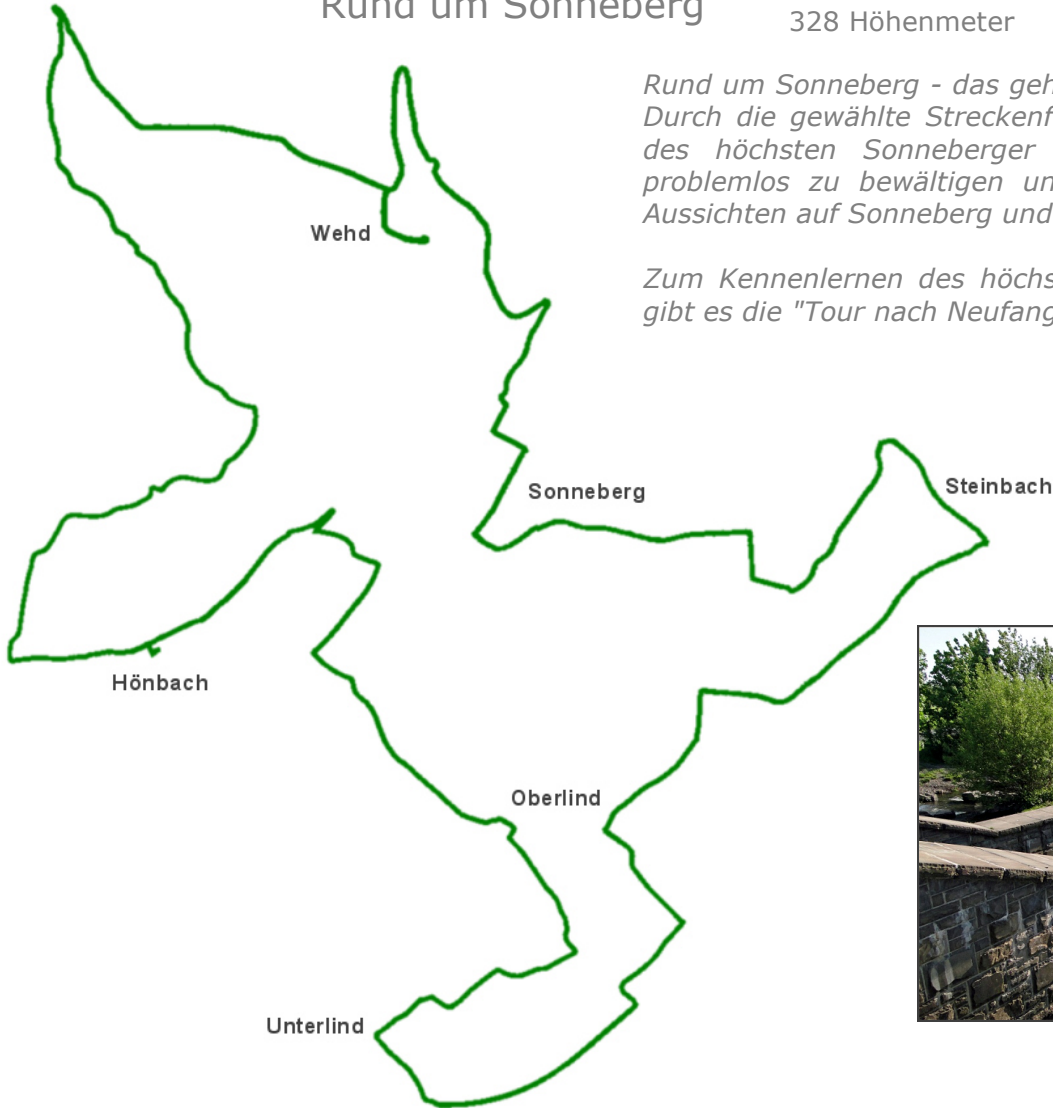 Rund um Sonneberg
328 Höhenmeter
Rund um Sonneberg - das geh
Durch die gewählte Streckenf
des höchsten Sonneberger
problemlos zu bewältigen un
Aussichten auf Sonneberg und
Zum Kennenlernen des höchs
gibt es die "Tour nach Neufang
Wehd
Sonneberg
Steinbach
Hönbach
Oberlind
Unterlind